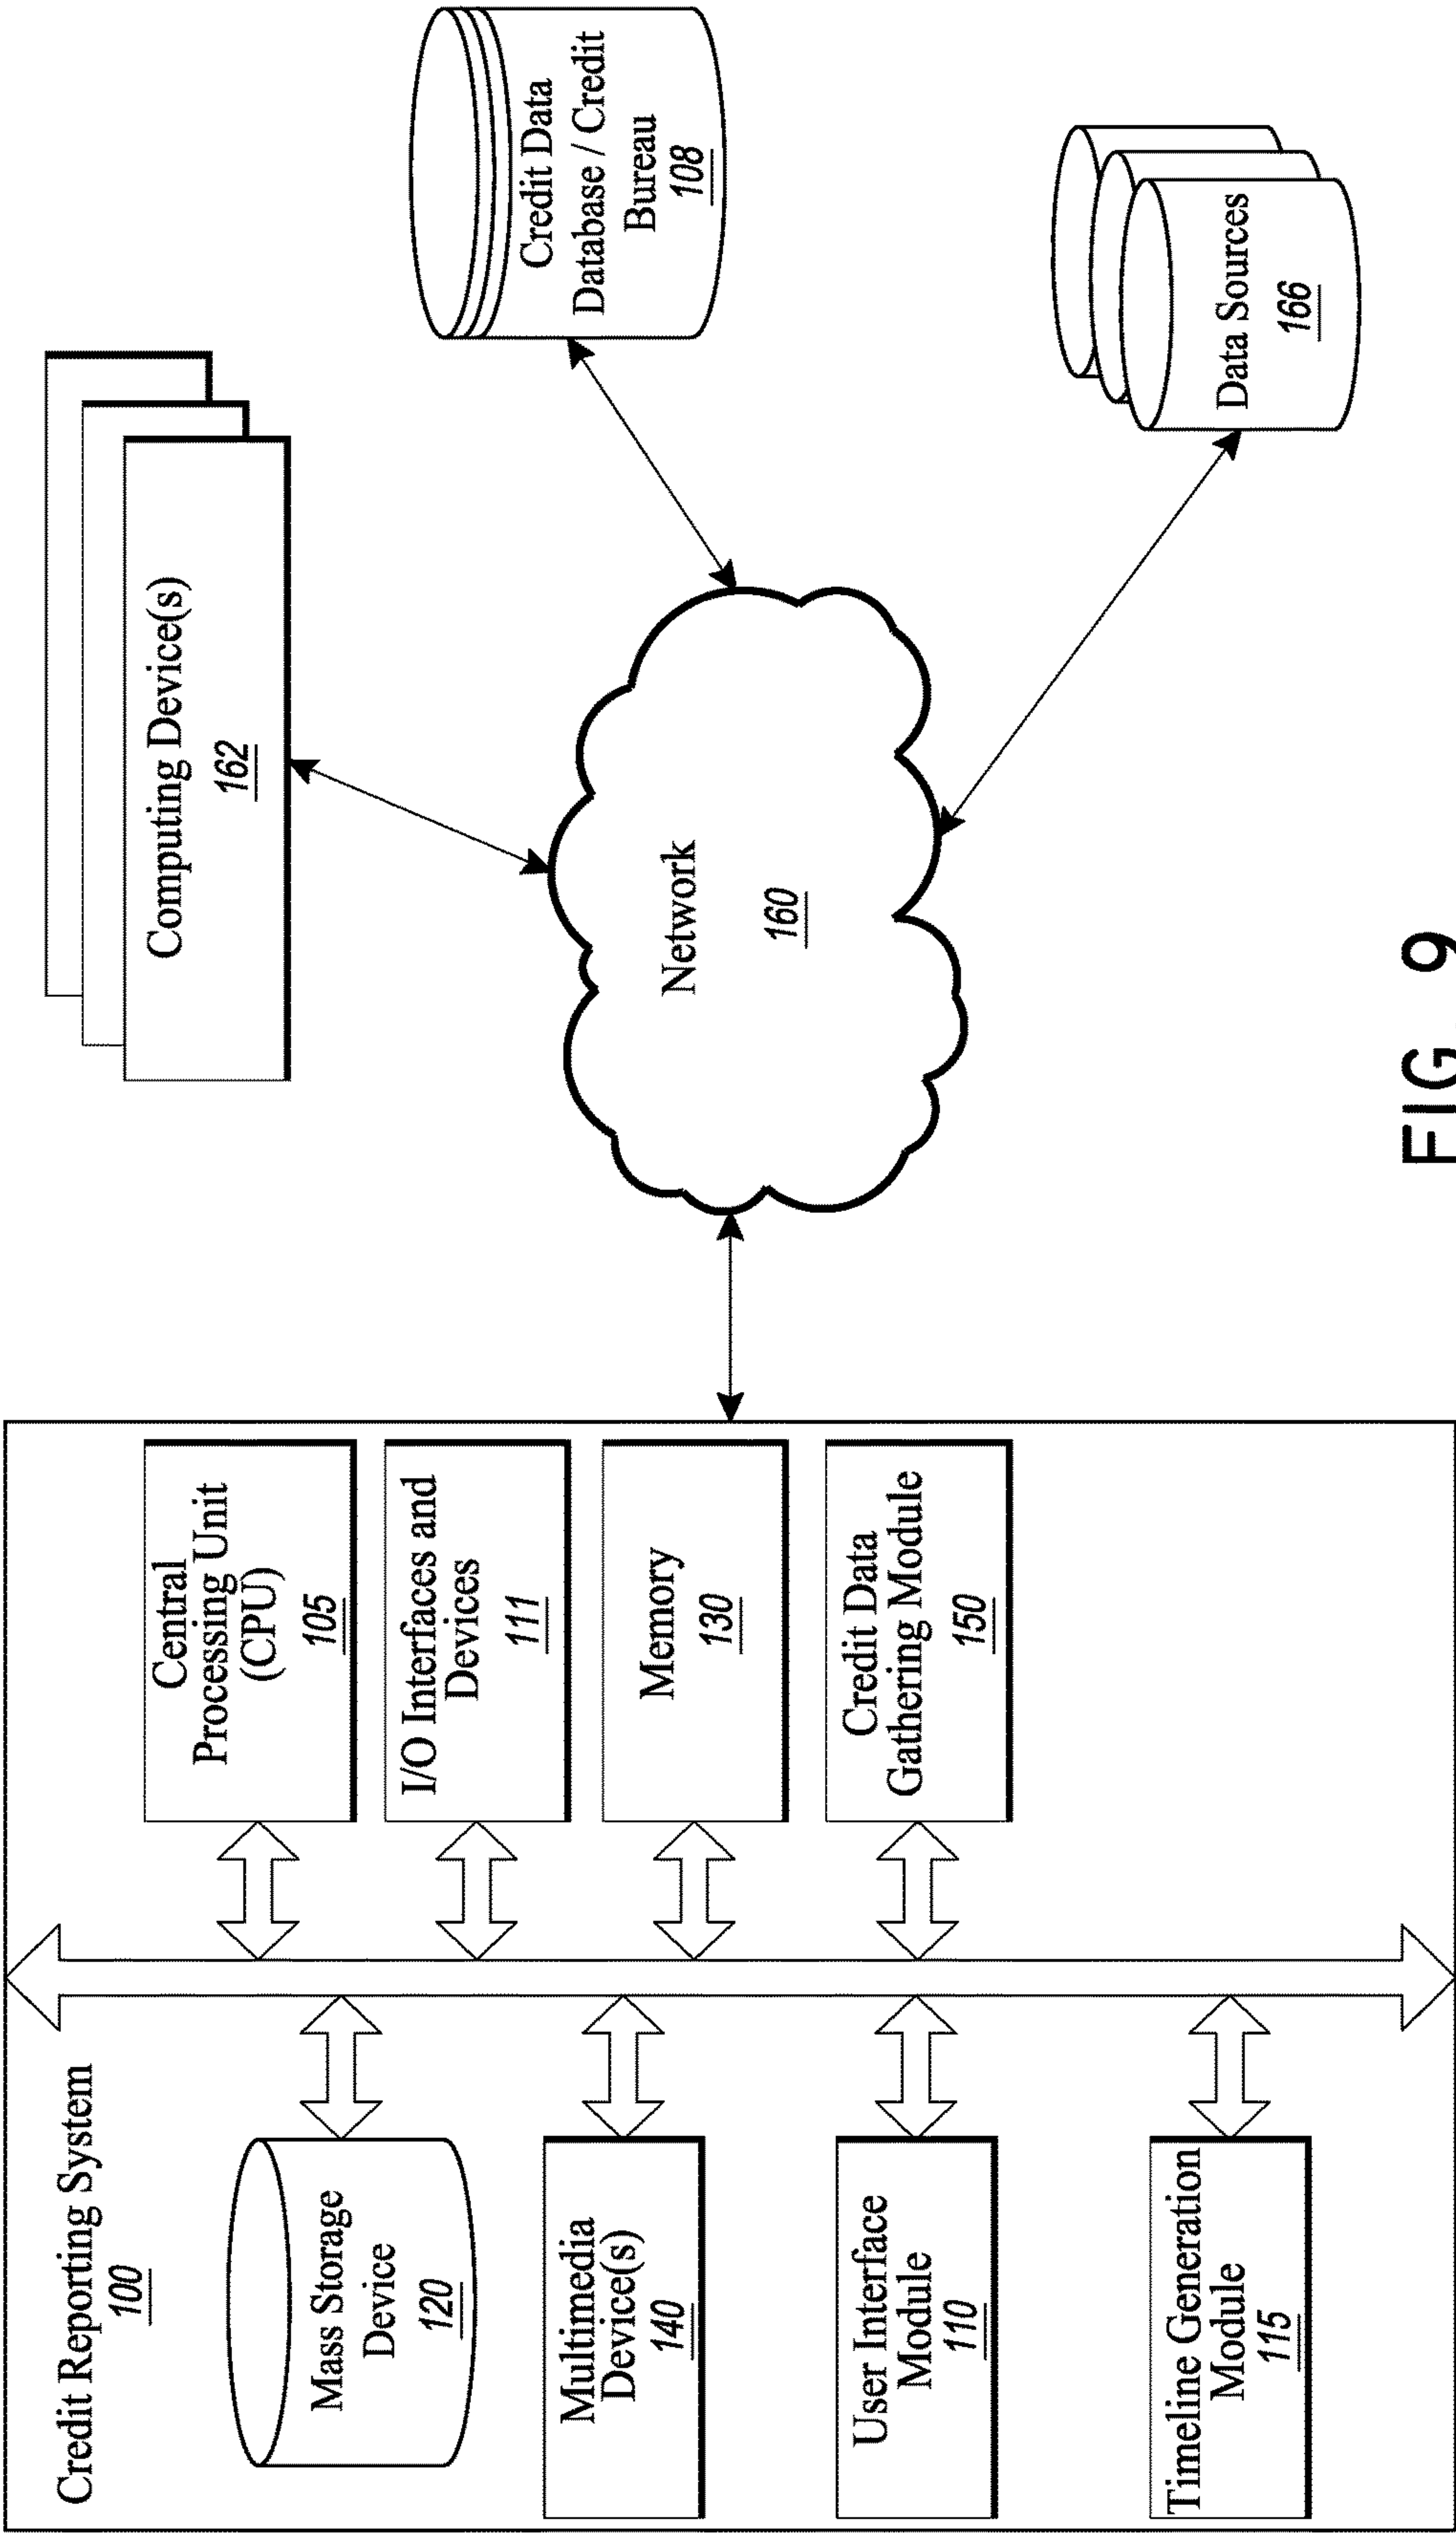 Credit Reporting System
100
Mass Storage
Device
120
Multimedia
Device(s)
140
User Interface
Module
110
Timeline Generation
Module
115
Central
Processing Unit
(CPU)
105
I/O Interfaces and
Devices
111
Memory
130
Credit Data
Gathering Module
150
Network
160
Computing Device(s)
162
Credit Data
Database / Credit
Bureau
108
Data Sources
166
FIG 9